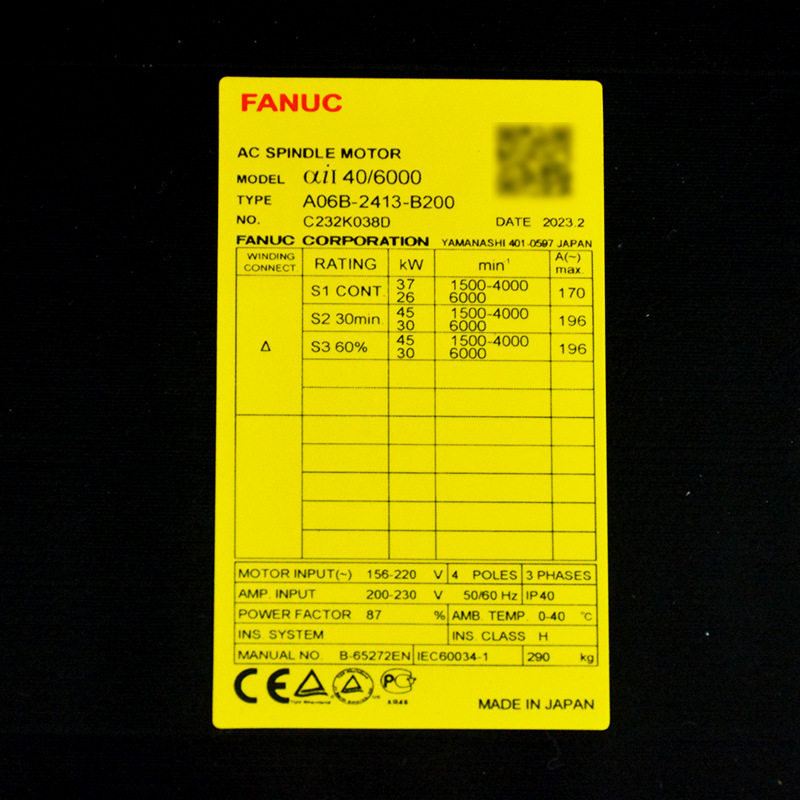 FANUC
AC SPINDLE MOTOR
MODEL αiI 40/6000
TYPE A06B-2413-B200
NO. C232K038D DATE 2023.2
FANUC CORPORATION YAMANASHI 401-0597 JAPAN
WINDING CONNECT RATING kW min⁻¹ A(~) max.
Δ
S1 CONT. 37 1500-4000 170
26 6000
S2 30min. 45 1500-4000 196
30 6000
S3 60% 45 1500-4000 196
30 6000
MOTOR INPUT(~) 156-220 V 4 POLES 3 PHASES
AMP. INPUT 200-230 V 50/60 Hz IP40
POWER FACTOR 87 % AMB. TEMP. 0-40 °C
INS. SYSTEM INS. CLASS H
MANUAL NO. B-65272EN IEC60034-1 290 kg
CE
MADE IN JAPAN